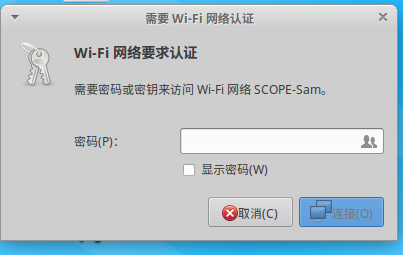 需要 Wi-Fi 网络认证
Wi-Fi 网络要求认证
需要密码或密钥来访问 Wi-Fi 网络 SCOPE-Sam。
密码(P)：
显示密码(W)
取消(C)
连接(O)